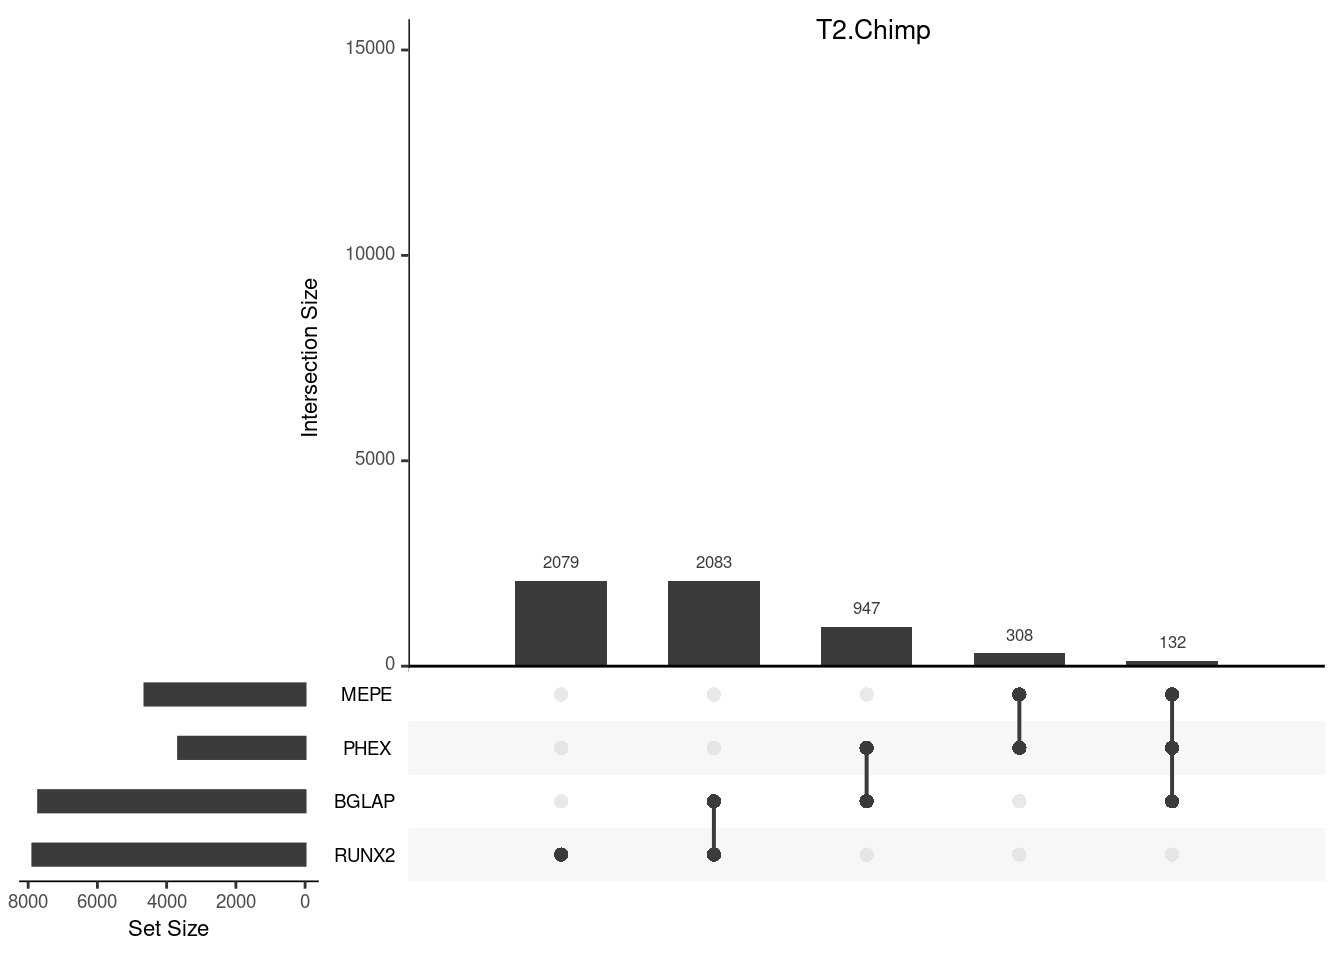 T2.Chimp
15000
10000
5000
0
Intersection Size
2079
2083
947
308
132
MEPE
PHEX
BGLAP
RUNX2
8000 6000 4000 2000 0
Set Size